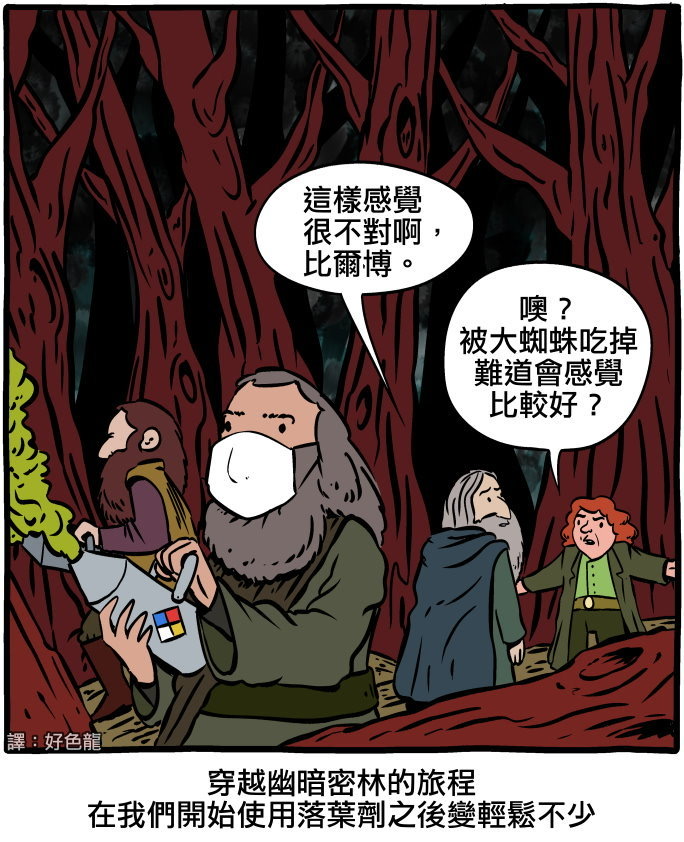 這樣感覺
很不對啊，
比爾博。
噢？
被大蜘蛛吃掉
難道會感覺
比較好？
譯：好色龍
穿越幽暗密林的旅程
在我們開始使用落葉劑之後變輕鬆不少